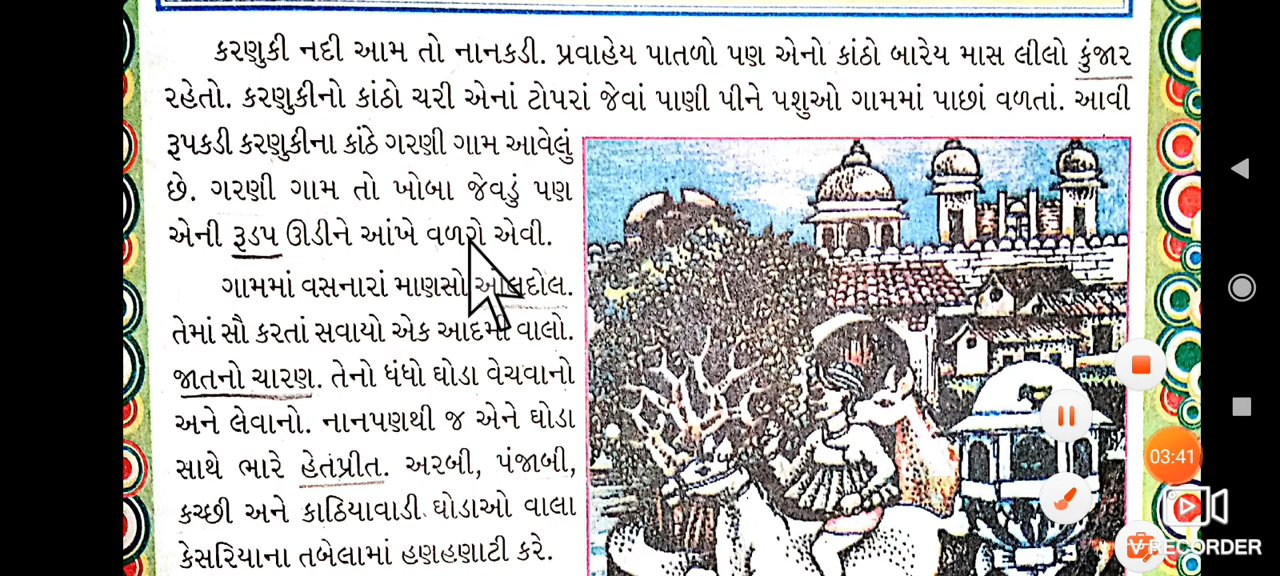 કરણુકી નદી આમ તો નાનકડી. પ્રવાહેય પાતળો પણ એનો કાંઠો બારેય માસ લીલો કુંજાર
રહેતો. કરણુકીનો કાંઠો ચરી એનાં ટોપરાં જેવાં પાણી પીને પશુઓ ગામમાં પાછાં વળતાં. આવી
રૂપકડી કરણુકીના કાંઠે ગરણી ગામ આવેલું
છે. ગરણી ગામ તો ખોબા જેવડું પણ
એની રૂડપ ઊડીને આંખે વળગે એવી.
ગામમાં વસનારાં માણસો ઓલદોલ.
તેમાં સૌ કરતાં સવાયો એક આદમી વાલો.
જાતનો ચારણ. તેનો ધંધો ઘોડા વેચવાનો
અને લેવાનો. નાનપણથી જ એને ઘોડા
સાથે ભારે હેતપ્રીત. અરબી, પંજાબી,
કચ્છી અને કાઠિયાવાડી ઘોડાઓ વાલા
કેસરિયાના તબેલામાં હણહણાટી કરે.
03:41
V RECORDER